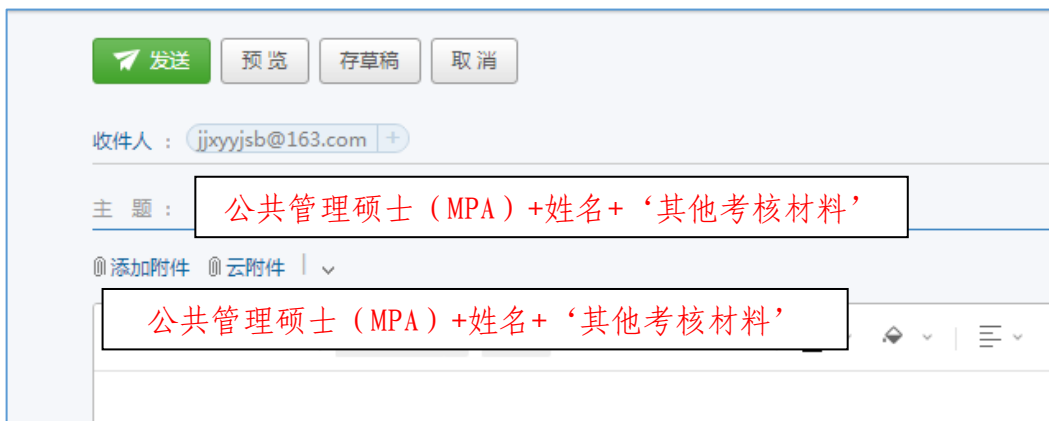 发送 预览 存草稿 取消
收件人：jjxyyjsb@163.com +
主 题：公共管理硕士（MPA）+姓名+‘其他考核材料’
添加附件 云附件
公共管理硕士（MPA）+姓名+‘其他考核材料’